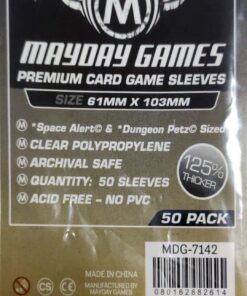 M
MAYDAY GAMES
PREMIUM CARD GAME SLEEVES
SIZE 61MM X 103MM
M *Space Alert© & *Dungeon Petz© Sized
M CLEAR POLYPROPYLENE
M ARCHIVAL SAFE
M QUANTITY: 50 SLEEVES
M ACID FREE - NO PVC
125%
THICKER
50 PACK
MDG-7142
MADE IN CHINA
MANUFACTURED BY
MAYDAY GAMES